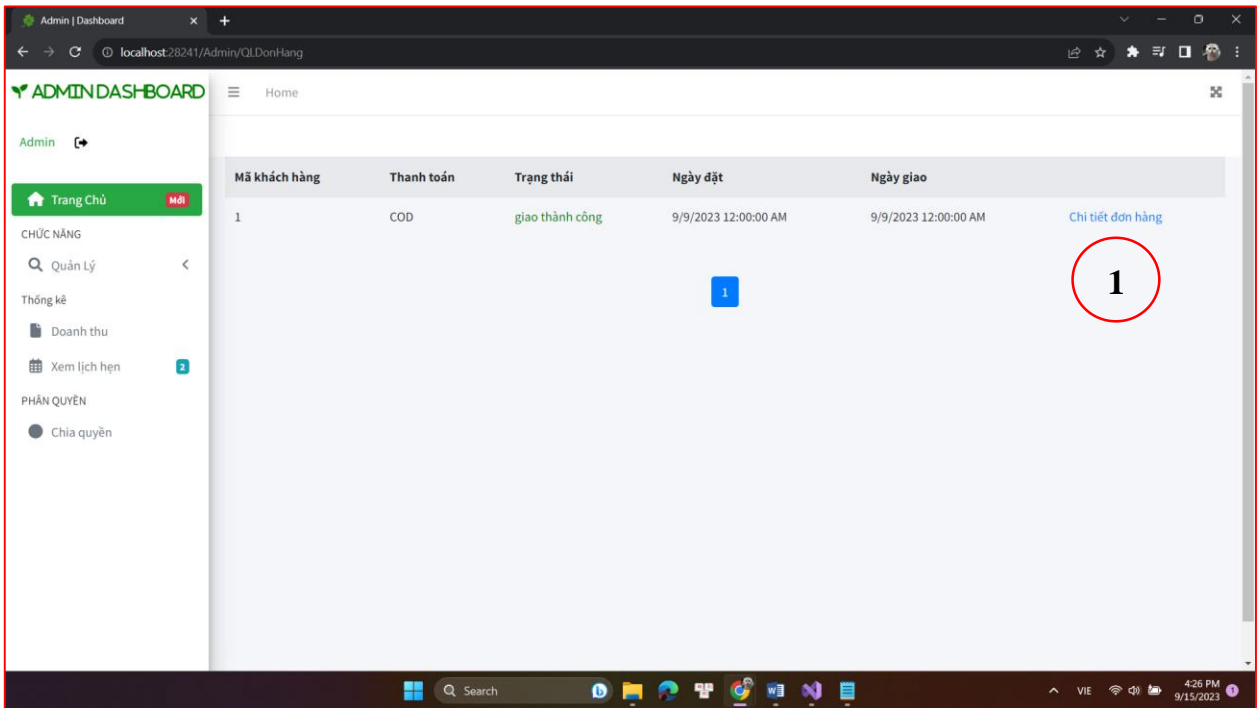 Admin | Dashboard
localhost:28241/Admin/QLDonHang
ADMIN DASHBOARD
Home
Admin
Trang Chủ Mới
CHỨC NĂNG
Quản Lý
Thống kê
Doanh thu
Xem lịch hẹn 2
PHÂN QUYỀN
Chia quyền
Mã khách hàng Thanh toán Trạng thái Ngày đặt Ngày giao
1 COD giao thành công 9/9/2023 12:00:00 AM 9/9/2023 12:00:00 AM Chi tiết đơn hàng
1
1
Search
VIE
4:26 PM
9/15/2023
1